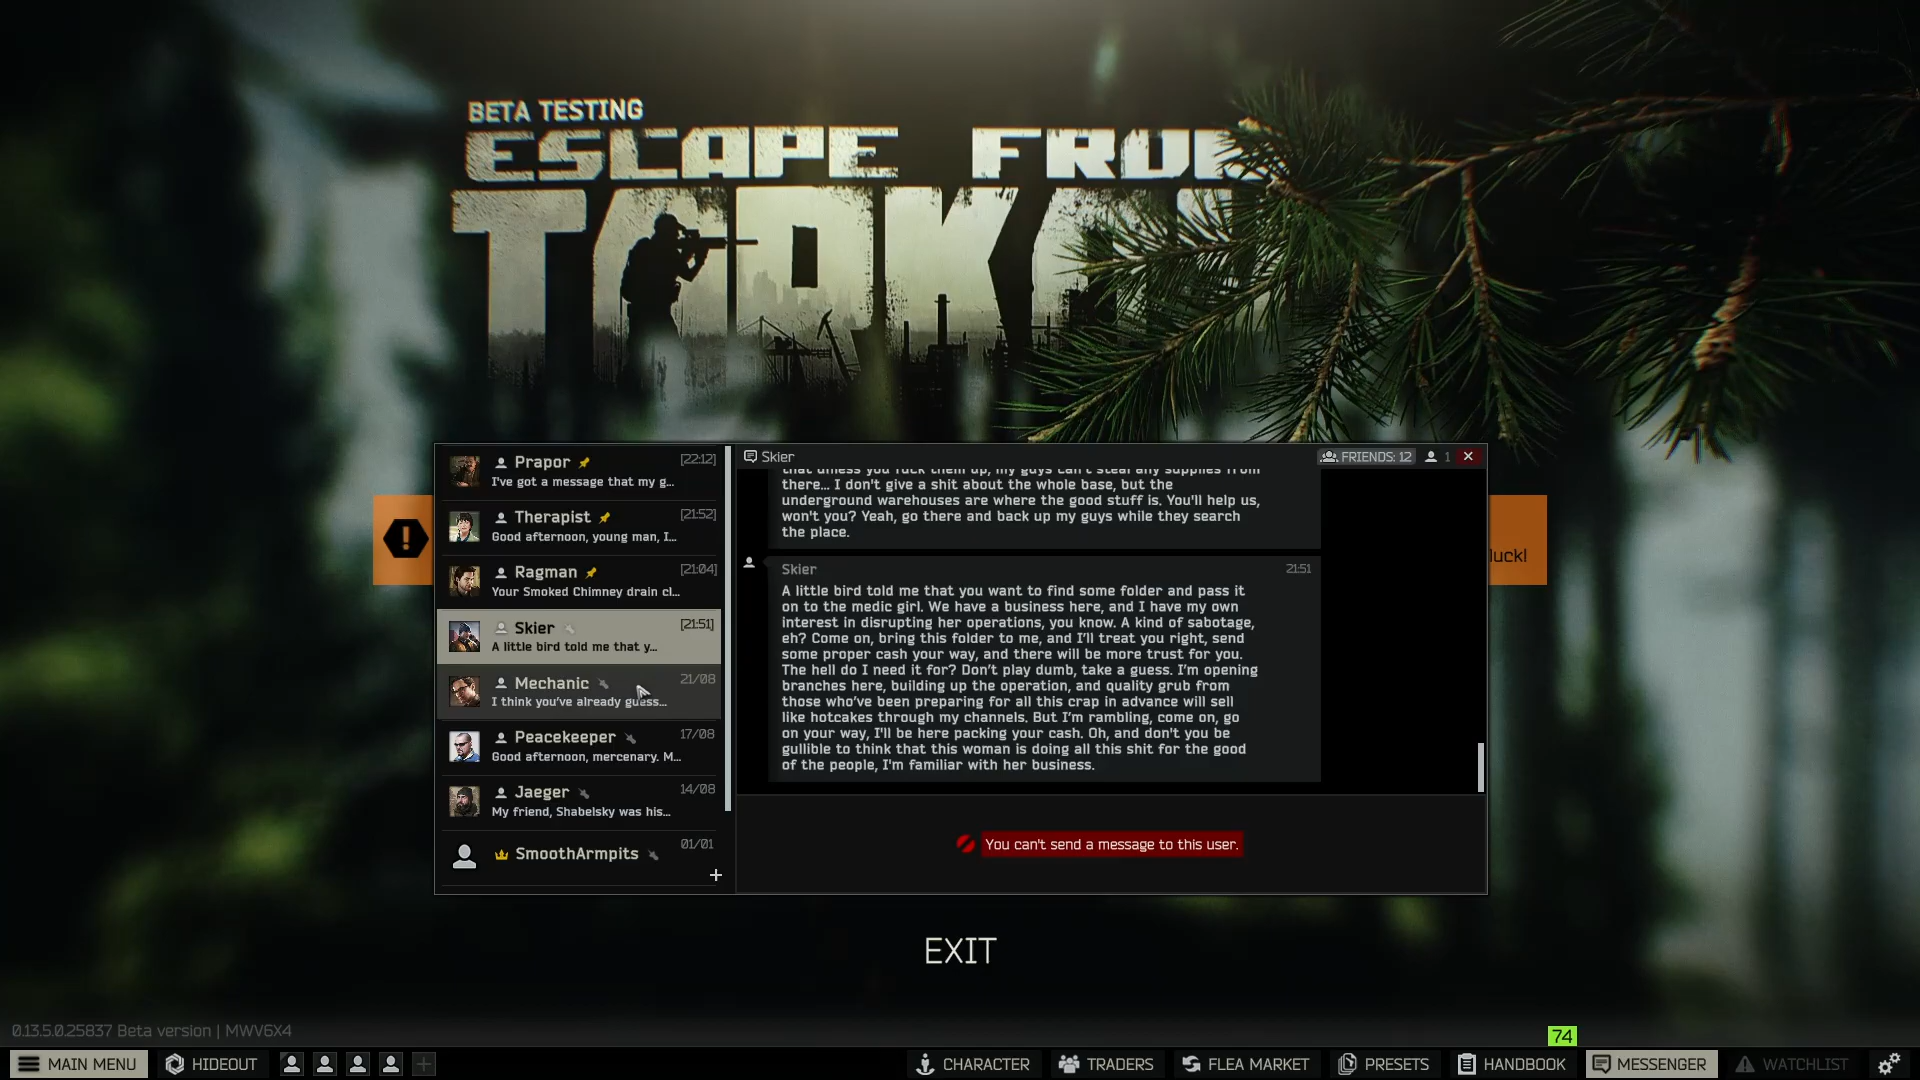 BETA TESTING
ESCAPE FROM
TARKOV
Prapor [22:12]
I've got a message that my g...
Therapist [21:52]
Good afternoon, young man, I...
Ragman [21:04]
Your Smoked Chimney drain cl...
Skier [21:51]
A little bird told me that y...
Mechanic 21/08
I think you've already guess...
Peacekeeper 17/08
Good afternoon, mercenary. M...
Jaeger 14/08
My friend, Shabelsky was his...
SmoothArmpits 01/01
+
Skier
FRIENDS: 12
1
that unless you fuck them up, my guys can't steal any supplies from
there... I don't give a shit about the whole base, but the
underground warehouses are where the good stuff is. You'll help us,
won't you? Yeah, go there and back up my guys while they search
the place.
Skier 21:51
A little bird told me that you want to find some folder and pass it
on to the medic girl. We have a business here, and I have my own
interest in disrupting her operations, you know. A kind of sabotage,
eh? Come on, bring this folder to me, and I'll treat you right, send
some proper cash your way, and there will be more trust for you.
The hell do I need it for? Don't play dumb, take a guess. I'm opening
branches here, building up the operation, and quality grub from
those who've been preparing for all this crap in advance will sell
like hotcakes through my channels. But I'm rambling, come on, go
on your way, I'll be here packing your cash. Oh, and don't you be
gullible to think that this woman is doing all this shit for the good
of the people, I'm familiar with her business.
You can't send a message to this user.
luck!
EXIT
0.13.5.0.25837 Beta version | MWV6X4
74
MAIN MENU
HIDEOUT
CHARACTER
TRADERS
FLEA MARKET
PRESETS
HANDBOOK
MESSENGER
WATCHLIST